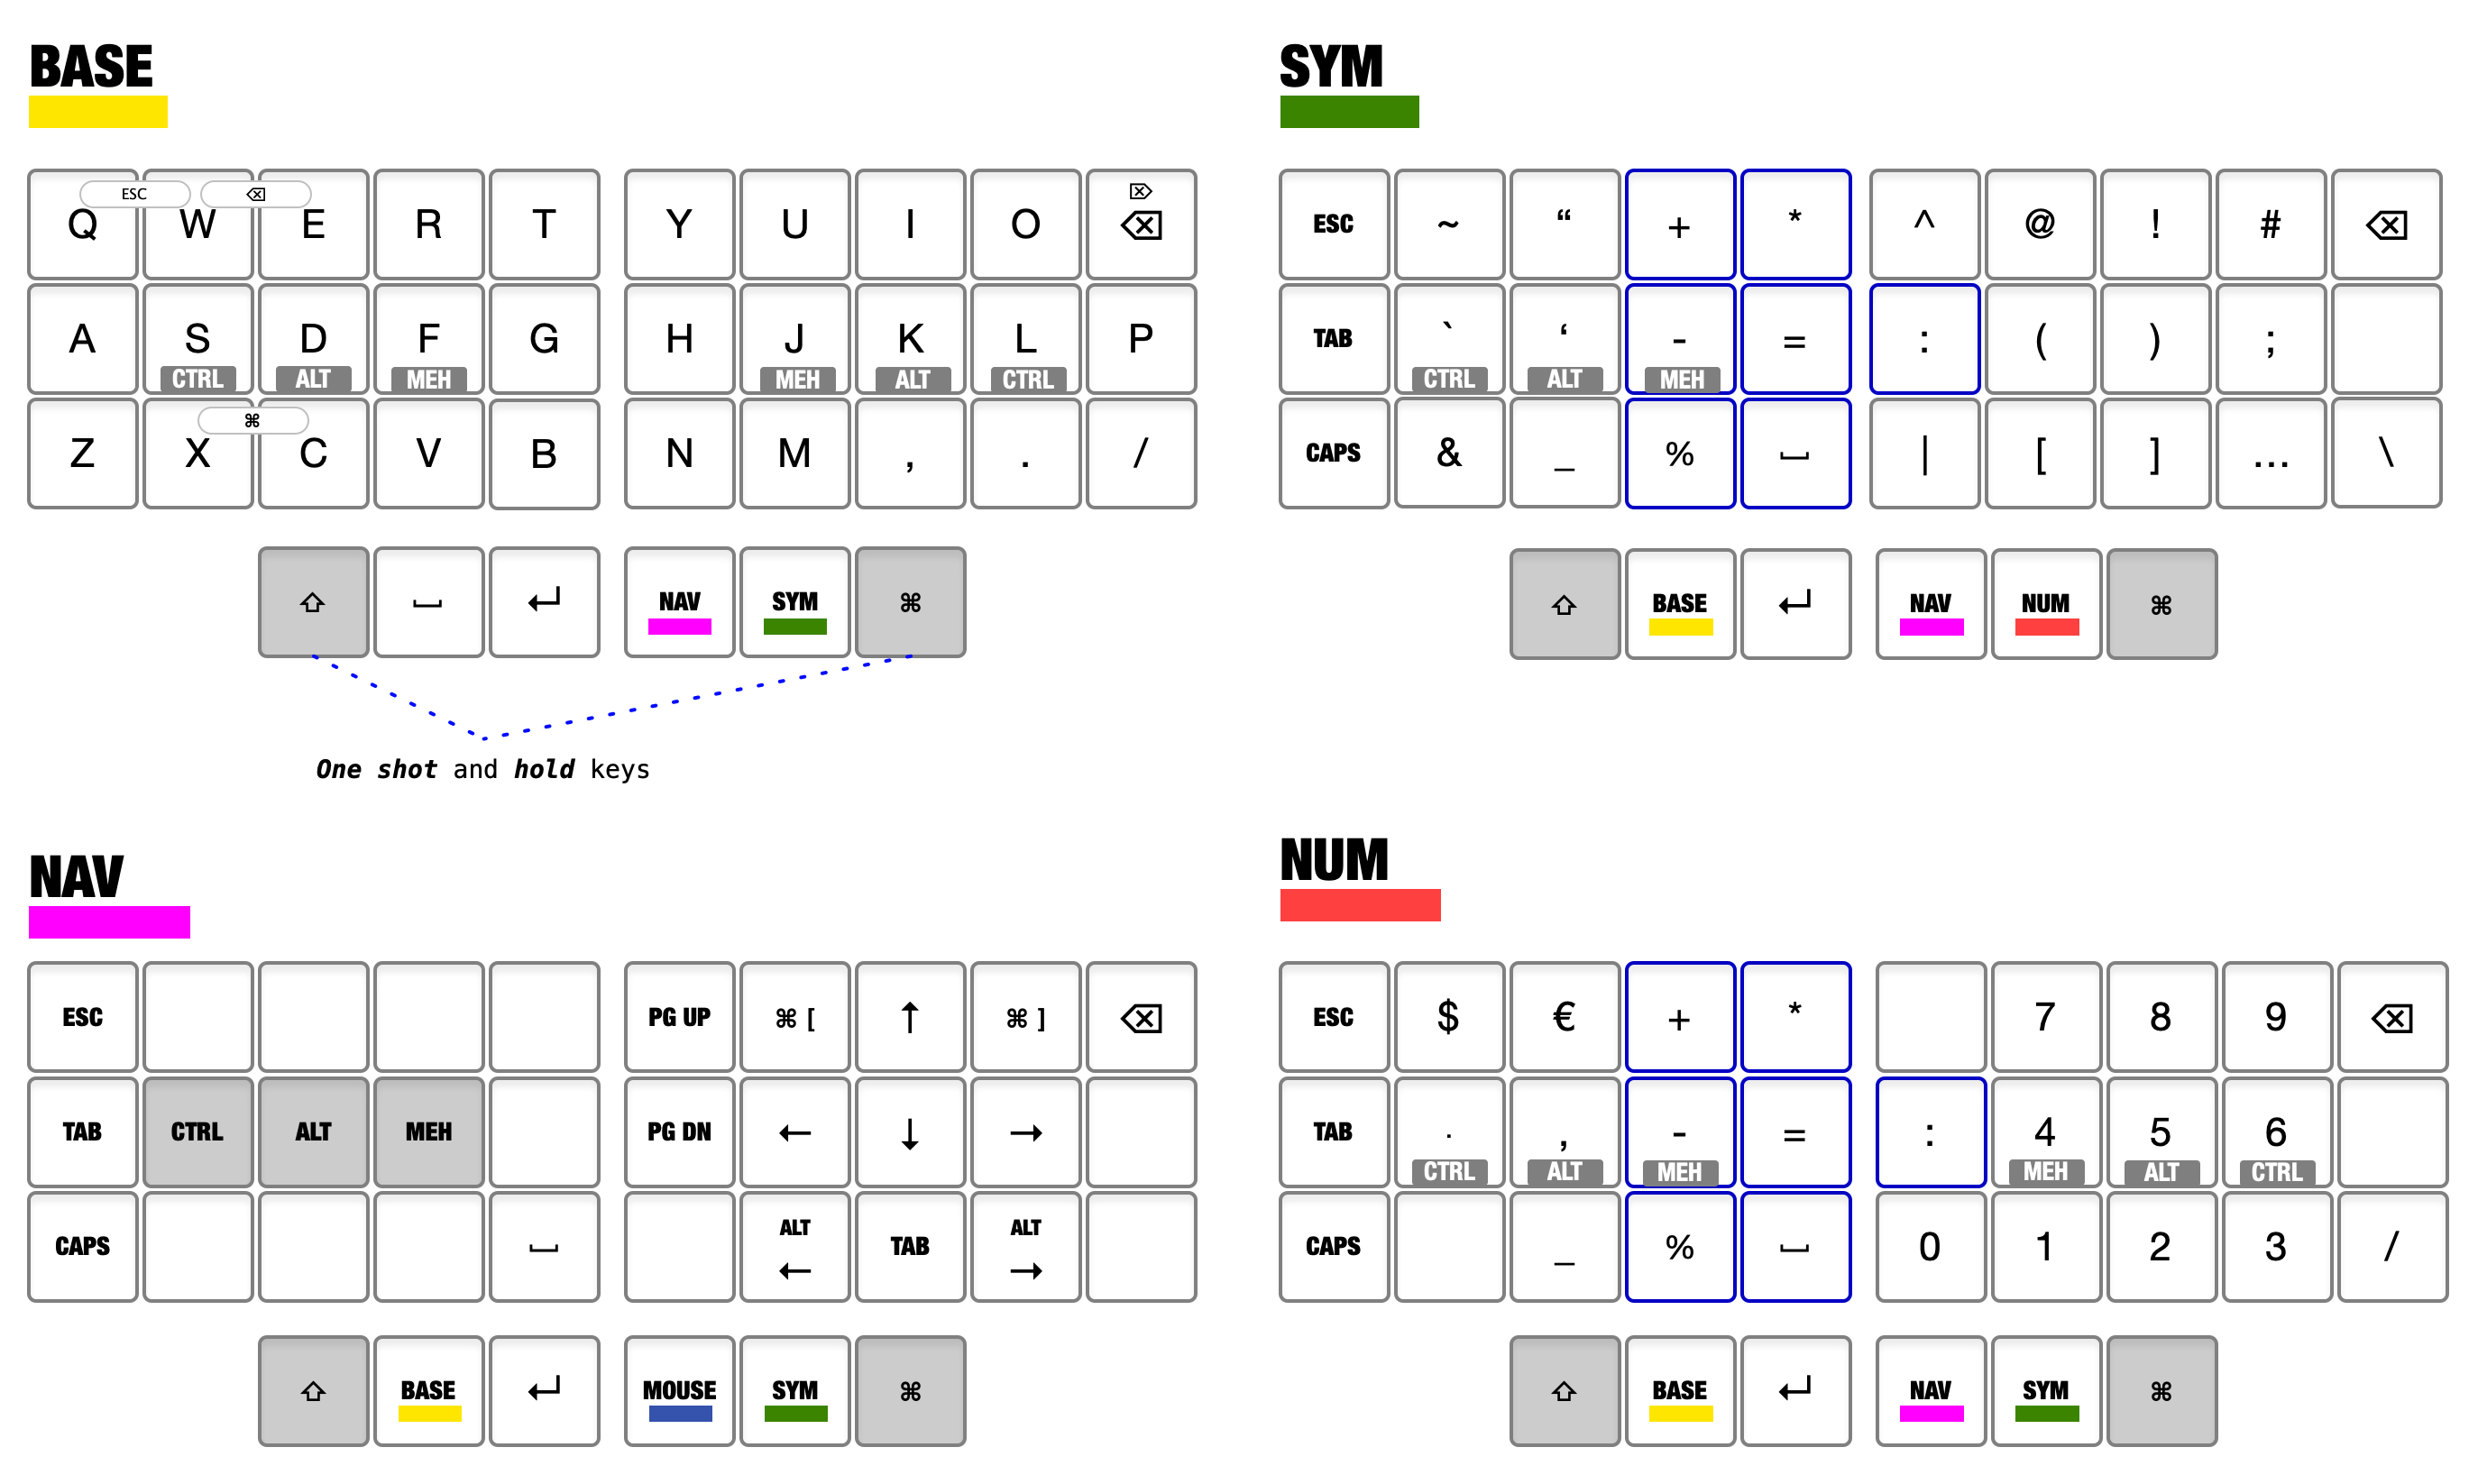 BASE
ESC ⌫ ⌦
Q W E R T Y U I O ⌫
A S D F G H J K L P
CTRL ALT MEH MEH ALT CTRL
⌘
Z X C V B N M , . /
⇧ ⎵ ↵ NAV SYM ⌘
One shot and hold keys
SYM
ESC ~ “ + * ^ @ ! # ⌫
TAB ` ‘ - = : ( ) ;
CTRL ALT MEH
CAPS & _ % ⎵ | [ ] ... \
⇧ BASE ↵ NAV NUM ⌘
NAV
ESC PG UP ⌘ [ ↑ ⌘ ] ⌫
TAB CTRL ALT MEH PG DN ← ↓ →
ALT ALT
CAPS ⎵ ← TAB →
⇧ BASE ↵ MOUSE SYM ⌘
NUM
ESC $ € + * 7 8 9 ⌫
TAB . , - = : 4 5 6
CTRL ALT MEH MEH ALT CTRL
CAPS _ % ⎵ 0 1 2 3 /
⇧ BASE ↵ NAV SYM ⌘